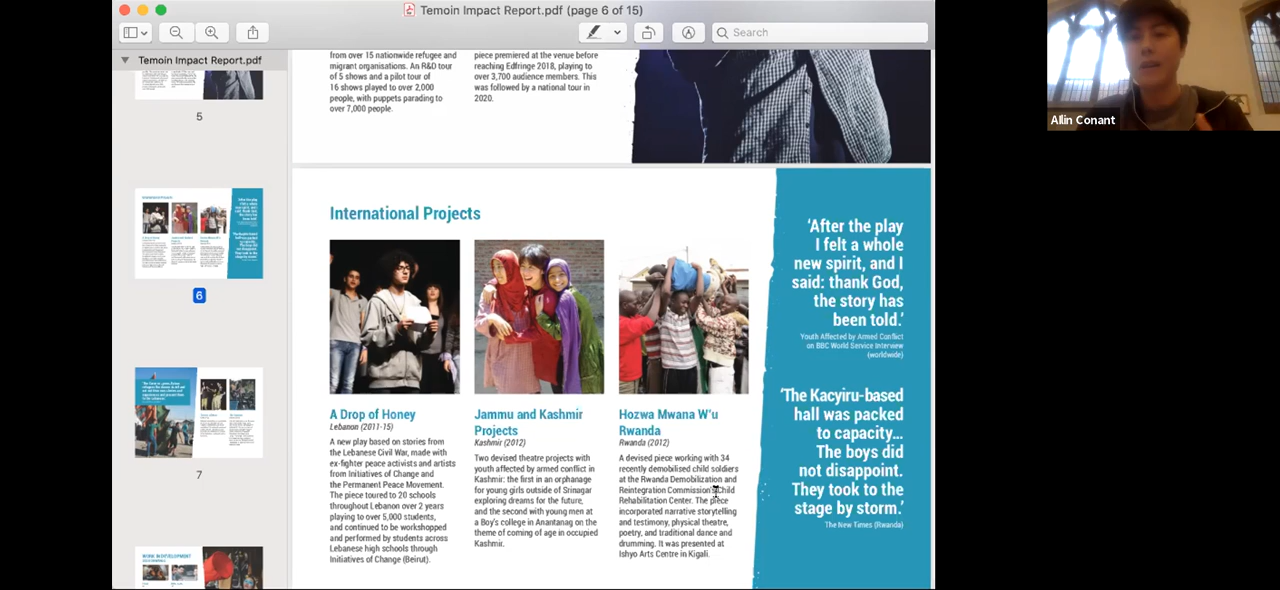 Temoin Impact Report.pdf (page 6 of 15)
Search
Temoin Impact Report.pdf
5
6
7
from over 15 nationwide refugee and
migrant organisations. An R&D tour
of 5 shows and a pilot tour of
16 shows played to over 2,000
people, with puppets parading to
over 7,000 people.
piece premiered at the venue before
reaching Edfringe 2018, playing to
over 3,700 audience members. This
was followed by a national tour in
2020.
International Projects
A Drop of Honey
Lebanon (2011-15)
A new play based on stories from
the Lebanese Civil War, made with
ex-fighter peace activists and artists
from Initiatives of Change and
the Permanent Peace Movement.
The piece toured to 20 schools
throughout Lebanon over 2 years
playing to over 5,000 students,
and continued to be workshopped
and performed by students across
Lebanese high schools through
Initiatives of Change (Beirut).
Jammu and Kashmir
Projects
Kashmir (2012)
Two devised theatre projects with
youth affected by armed conflict in
Kashmir: the first in an orphanage
for young girls outside of Srinagar
exploring dreams for the future,
and the second with young men at
a Boy's college in Anantanag on the
theme of coming of age in occupied
Kashmir.
Hozwa Mwana W'u
Rwanda
Rwanda (2012)
A devised piece working with 34
recently demobilised child soldiers
at the Rwanda Demobilization and
Reintegration Commission's Child
Rehabilitation Center. The piece
incorporated narrative storytelling
and testimony, physical theatre,
poetry, and traditional dance and
drumming. It was presented at
Ishyo Arts Centre in Kigali.
'After the play
I felt a whole
new spirit, and I
said: thank God,
the story has
been told.'
Youth Affected by Armed Conflict
on BBC World Service Interview
(worldwide)
'The Kacyiru-based
hall was packed
to capacity...
The boys did
not disappoint.
They took to the
stage by storm.'
The New Times (Rwanda)
Allin Conant